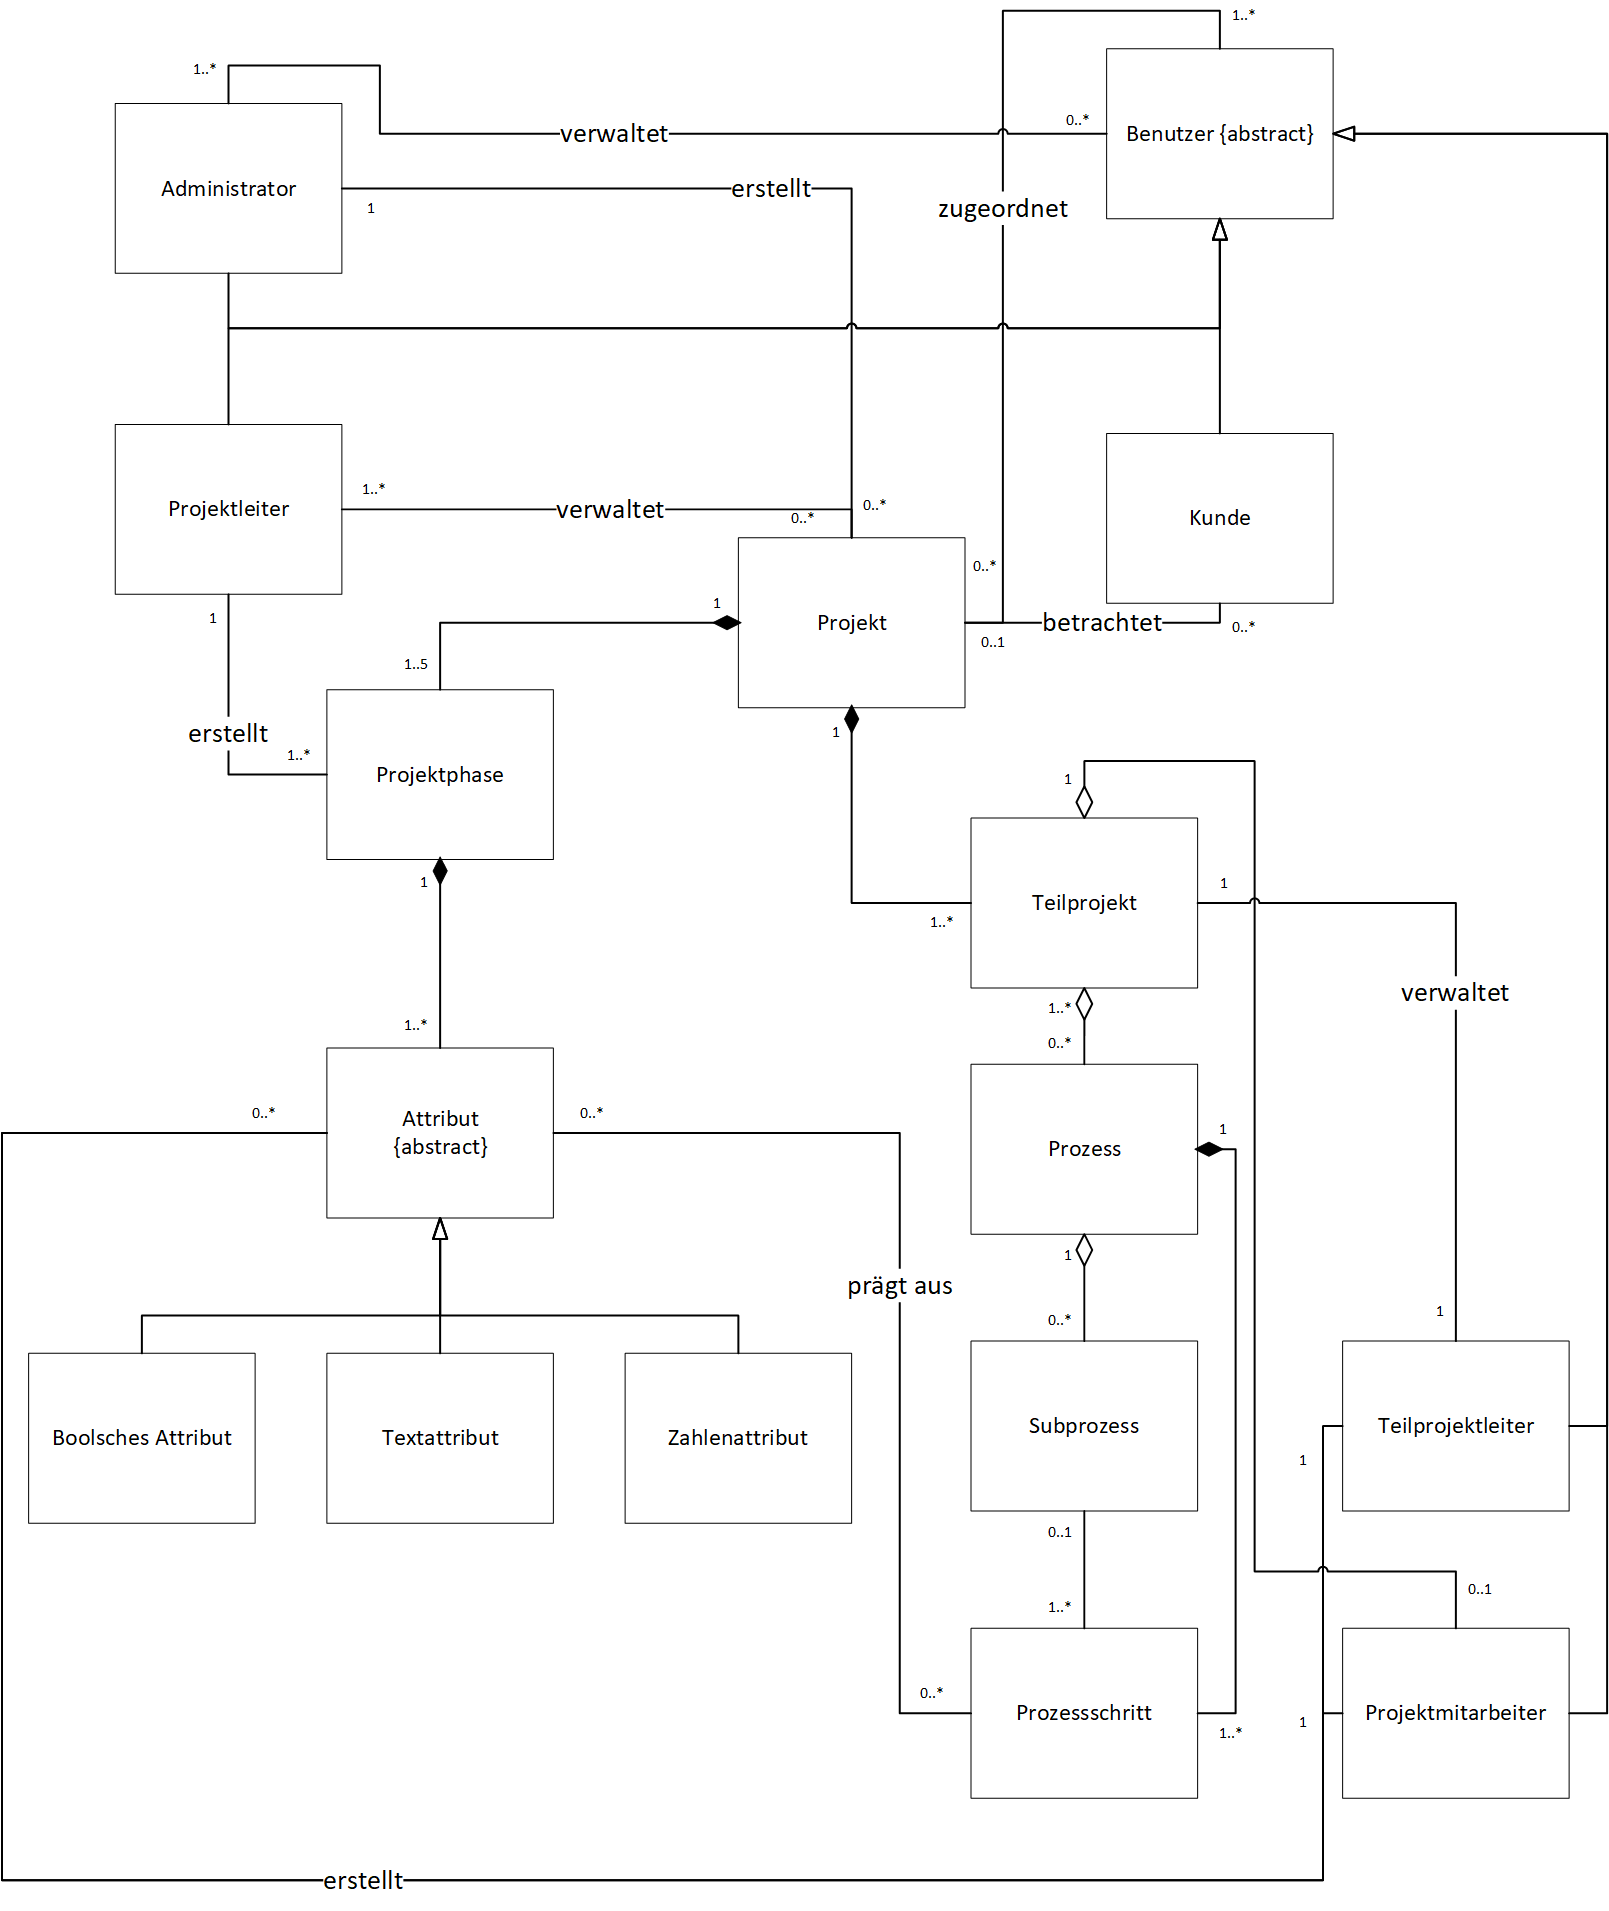 1..*
1..*
verwaltet
0..*
Benutzer {abstract}
Administrator
erstellt
1
zugeordnet
Projektleiter
1..*
verwaltet
0..*
0..*
Kunde
0..*
1
Projekt
betrachtet
0..*
0..1
1
1..5
erstellt
1..*
Projektphase
1
1
1
Teilprojekt
1
1..*
verwaltet
1..*
1..*
0..*
0..*
Attribut
{abstract}
0..*
Prozess
1
prägt aus
1
0..*
1
Boolsches Attribut
Textattribut
Zahlenattribut
Subprozess
Teilprojektleiter
1
0..1
1..*
0..1
0..*
Prozessschritt
1..*
1
Projektmitarbeiter
erstellt